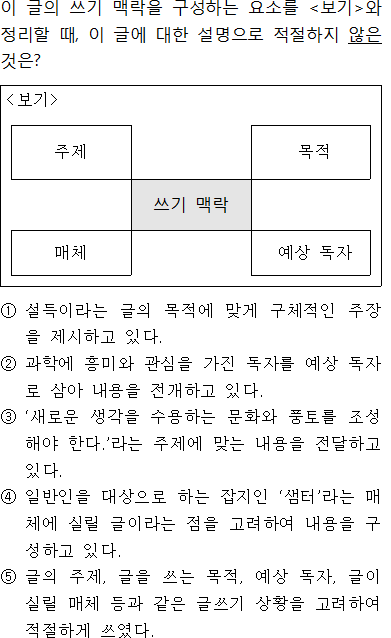 이 글의 쓰기 맥락을 구성하는 요소를 <보기>와
정리할 때, 이 글에 대한 설명으로 적절하지 않은
것은?
<보기>
주제
목적
쓰기 맥락
매체
예상 독자
① 설득이라는 글의 목적에 맞게 구체적인 주장
을 제시하고 있다.
② 과학에 흥미와 관심을 가진 독자를 예상 독자
로 삼아 내용을 전개하고 있다.
③ ‘새로운 생각을 수용하는 문화와 풍토를 조성
해야 한다.’라는 주제에 맞는 내용을 전달하고
있다.
④ 일반인을 대상으로 하는 잡지인 ‘샘터’라는 매
체에 실릴 글이라는 점을 고려하여 내용을 구
성하고 있다.
⑤ 글의 주제, 글을 쓰는 목적, 예상 독자, 글이
실릴 매체 등과 같은 글쓰기 상황을 고려하여
적절하게 쓰였다.